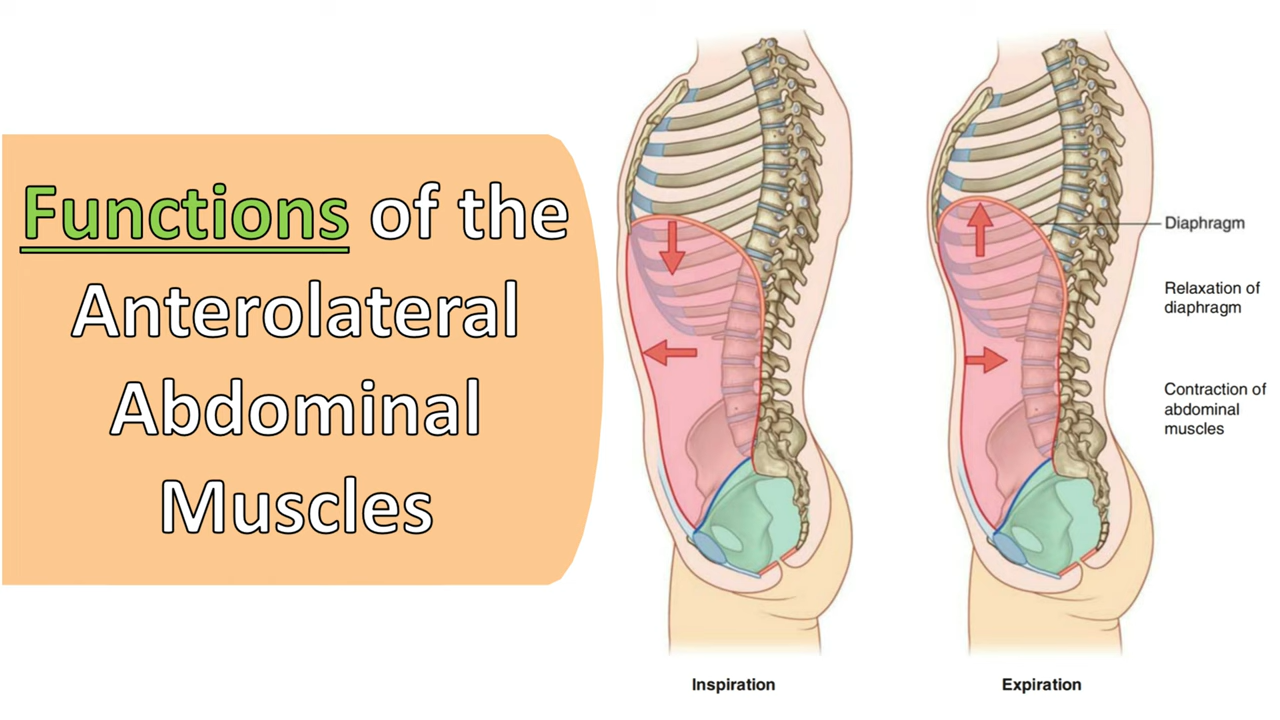 Functions of the
Anterolateral
Abdominal
Muscles
Diaphragm
Relaxation of
diaphragm
Contraction of
abdominal
muscles
Inspiration
Expiration